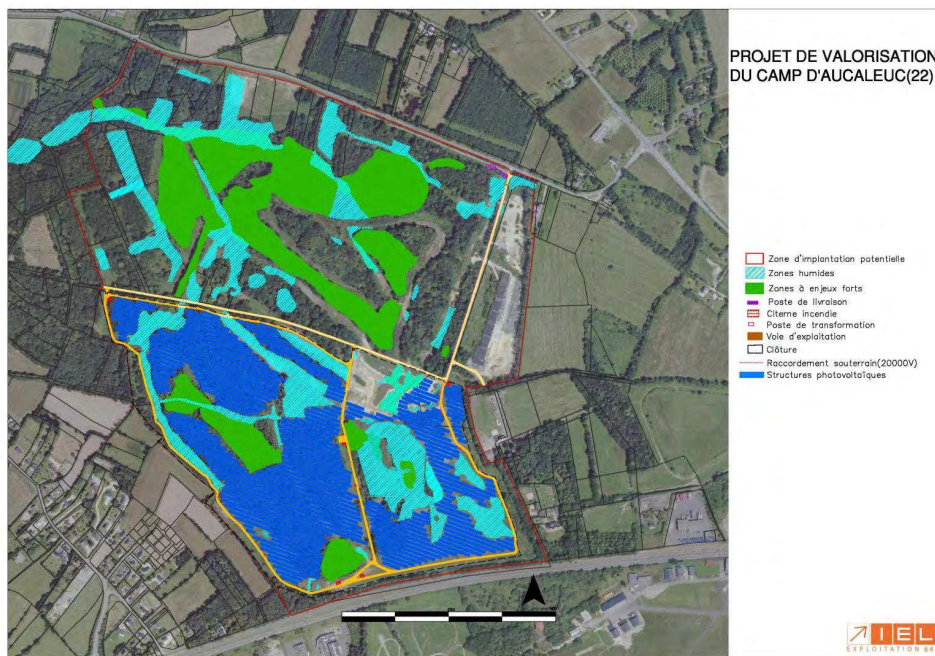 PROJET DE VALORISATION
DU CAMP D'AUCALEUC(22)
Zone d'implantation potentielle
Zones humides
Zones à enjeux forts
Poste de livraison
Citerne incendie
Poste de transformation
Voie d'exploitation
Clôture
Raccordement souterrain(20000V)
Structures photovoltaïques
IEL
EXPLOITATION 64